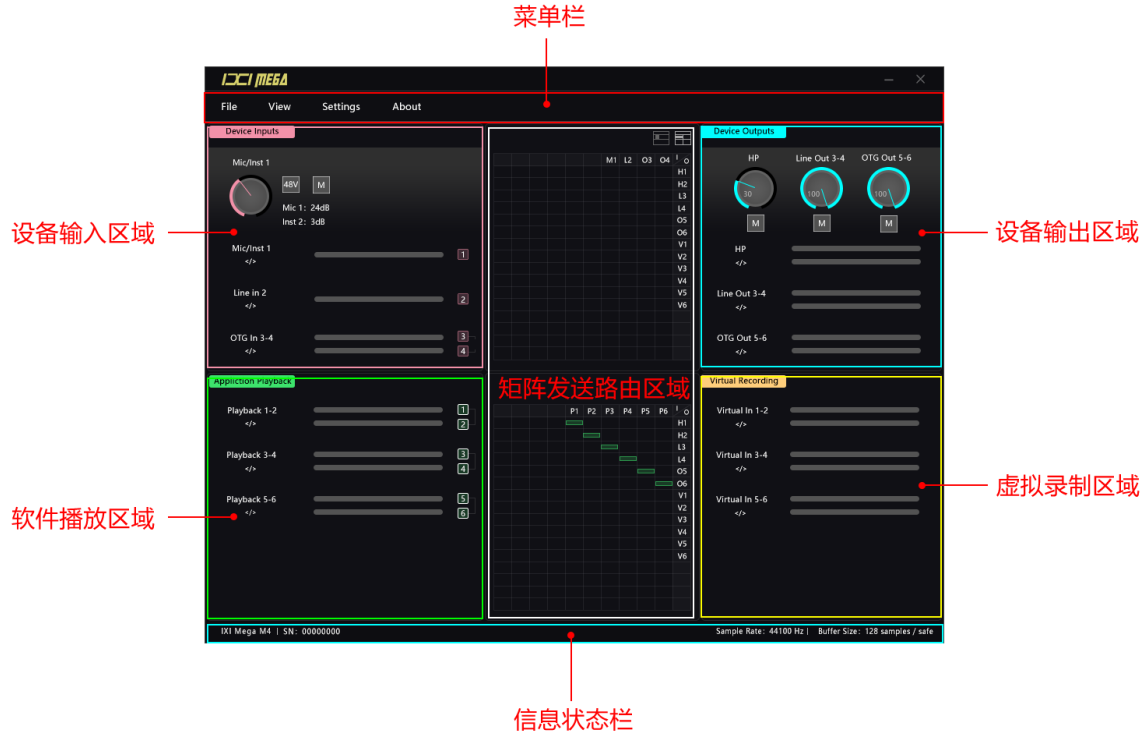 菜单栏
IXI MEGA
File View Settings About
Device Inputs
Mic/Inst 1
48V M
Mic 1: 24dB
Inst 2: 3dB
Mic/Inst 1
</> 1
Line in 2
</> 2
OTG In 3-4 3
</> 4
设备输入区域
M1 L2 O3 O4 I O
H1
H2
L3
L4
O5
O6
V1
V2
V3
V4
V5
V6
Device Outputs
HP Line Out 3-4 OTG Out 5-6
30 100 100
M M M
HP
</>
Line Out 3-4
</>
OTG Out 5-6
</>
设备输出区域
Appliction Playback
Playback 1-2 1
</> 2
Playback 3-4 3
</> 4
Playback 5-6 5
</> 6
软件播放区域
矩阵发送路由区域
P1 P2 P3 P4 P5 P6 I O
H1
H2
L3
L4
O5
O6
V1
V2
V3
V4
V5
V6
Virtual Recording
Virtual In 1-2
</>
Virtual In 3-4
</>
Virtual In 5-6
</>
虚拟录制区域
IXI Mega M4 | SN: 00000000
Sample Rate: 44100 Hz | Buffer Size: 128 samples / safe
信息状态栏